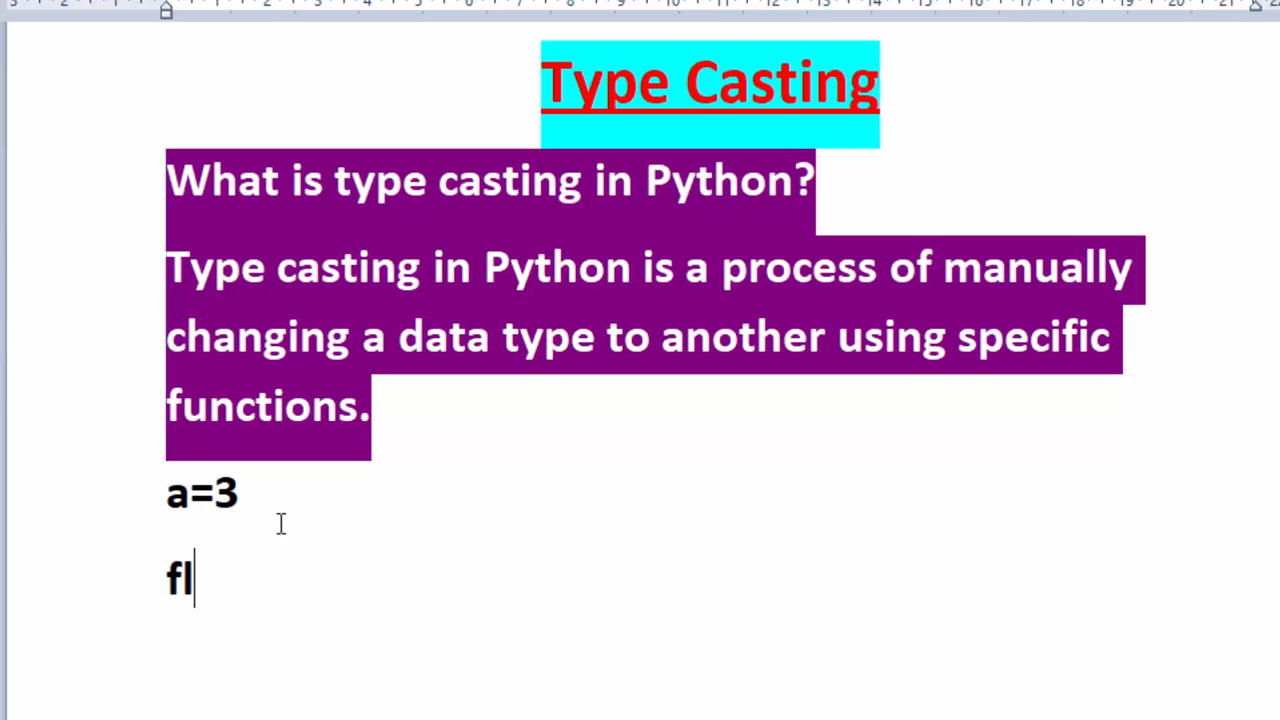 Type Casting
What is type casting in Python?
Type casting in Python is a process of manually
changing a data type to another using specific
functions.
a=3
fl